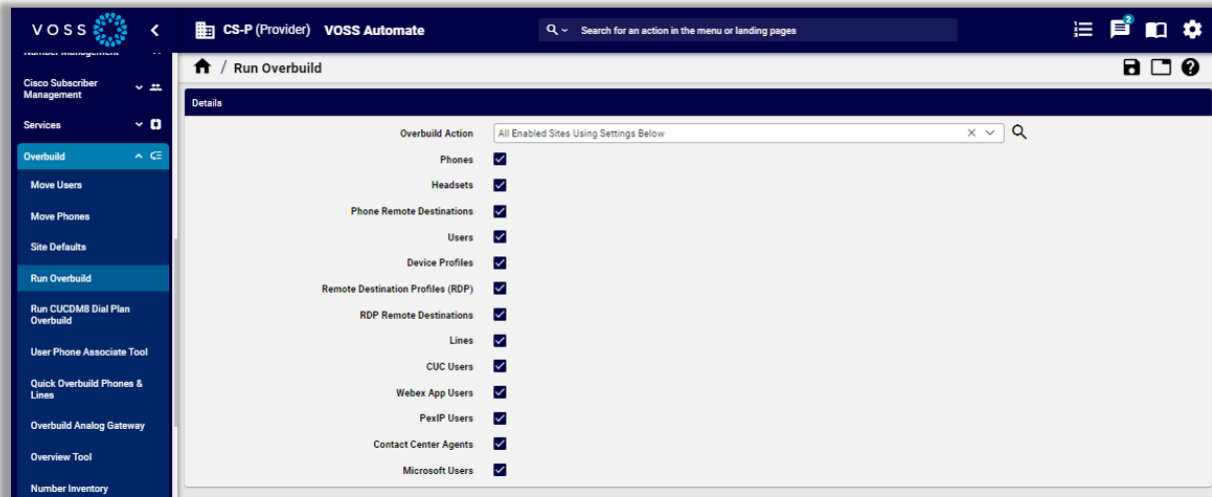 VOSS
CS-P (Provider) VOSS Automate
Search for an action in the menu or landing pages
2
Number Management
Cisco Subscriber
Management
Services
Overbuild
Move Users
Move Phones
Site Defaults
Run Overbuild
Run CUCDM8 Dial Plan
Overbuild
User Phone Associate Tool
Quick Overbuild Phones &
Lines
Overbuild Analog Gateway
Overview Tool
Number Inventory
/ Run Overbuild
Details
Overbuild Action All Enabled Sites Using Settings Below
Phones
Headsets
Phone Remote Destinations
Users
Device Profiles
Remote Destination Profiles (RDP)
RDP Remote Destinations
Lines
CUC Users
Webex App Users
PexIP Users
Contact Center Agents
Microsoft Users